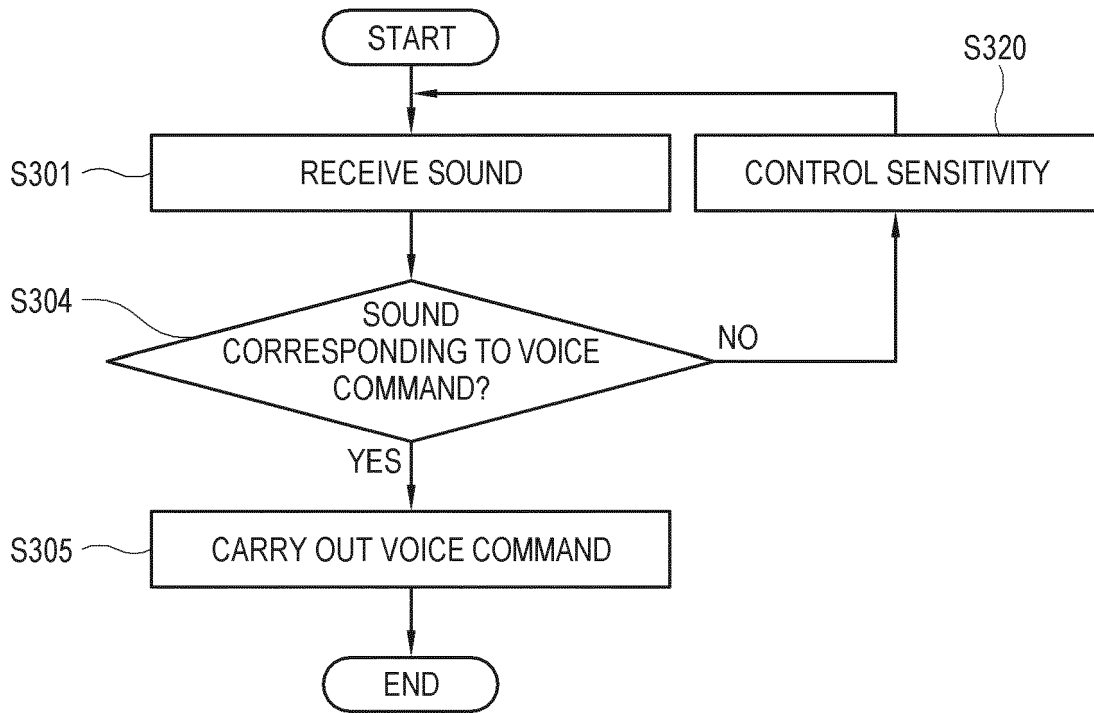 START
S320
S301
RECEIVE SOUND
CONTROL SENSITIVITY
S304
SOUND
CORRESPONDING TO VOICE
COMMAND?
NO
YES
S305
CARRY OUT VOICE COMMAND
END